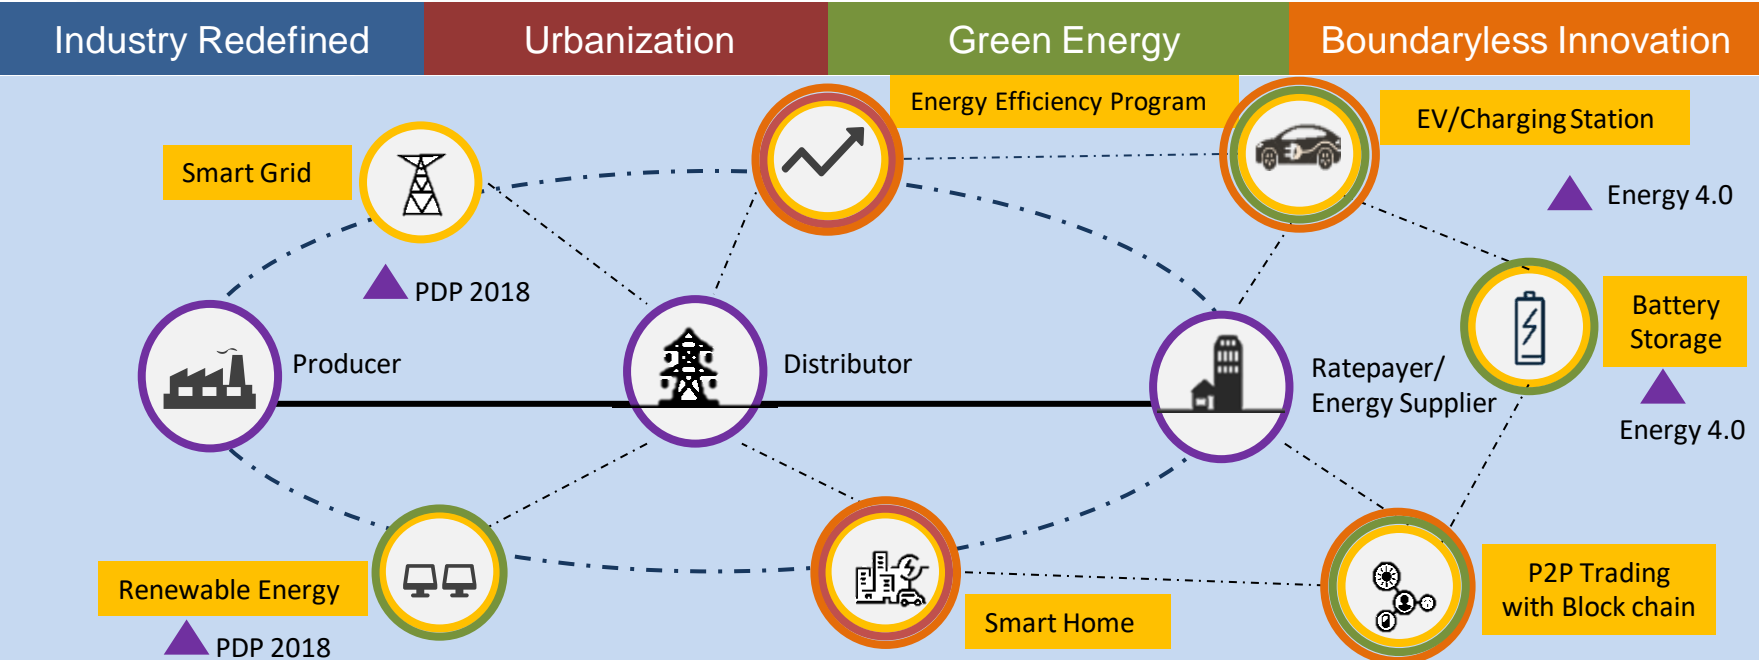 Industry Redefined
Urbanization
Green Energy
Boundaryless Innovation
Energy Efficiency Program
EV/Charging Station
Smart Grid
Energy 4.0
PDP 2018
Battery
Storage
Producer
Distributor
Ratepayer/
Energy Supplier
Energy 4.0
Renewable Energy
PDP 2018
Smart Home
P2P Trading
with Block chain